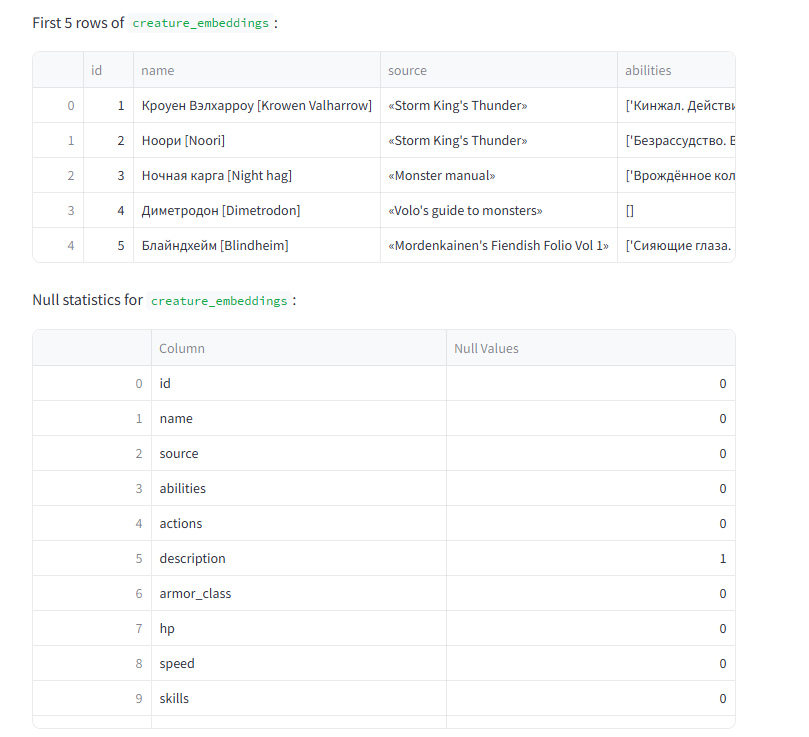 First 5 rows of creature_embeddings :
id name source abilities
0 1 Кроуен Вэлхарроу [Krowen Valharrow] «Storm King's Thunder» ['Кинжал. Действи
1 2 Ноори [Noori] «Storm King's Thunder» ['Безрассудство. В
2 3 Ночная карга [Night hag] «Monster manual» ['Врождённое кол
3 4 Диметродон [Dimetrodon] «Volo's guide to monsters» []
4 5 Блайндхейм [Blindheim] «Mordenkainen's Fiendish Folio Vol 1» ['Сияющие глаза.
Null statistics for creature_embeddings :
Column Null Values
0 id 0
1 name 0
2 source 0
3 abilities 0
4 actions 0
5 description 1
6 armor_class 0
7 hp 0
8 speed 0
9 skills 0